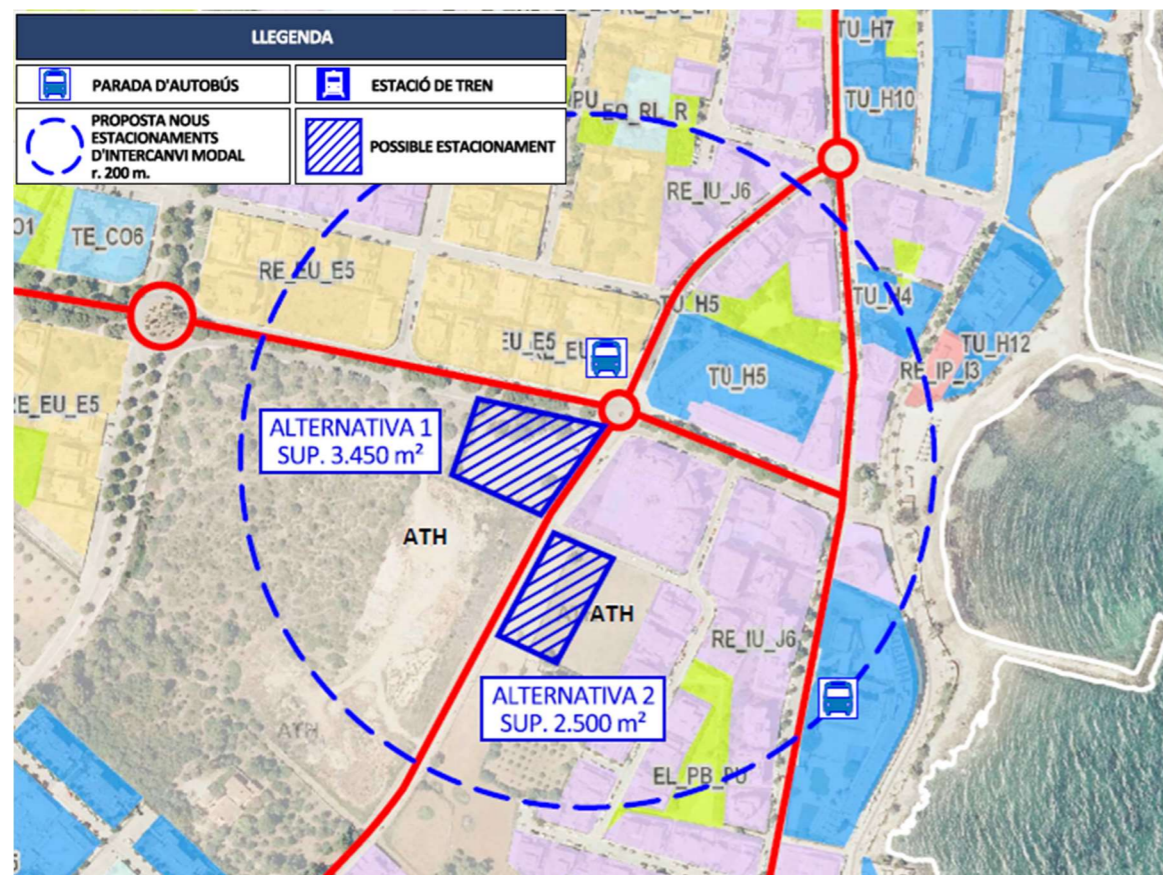 LLEGENDA
PARADA D'AUTOBÚS
ESTACIÓ DE TREN
PROPOSTA NOUS
ESTACIONAMENTS
D'INTERCANVI MODAL
r. 200 m.
POSSIBLE ESTACIONAMENT
TU_H7
TU_H10
EQ_RL_R
RE_IU_J6
TE_CO6
RE_EU_E5
TU_H5
TU_H4
TU_H12
RE_IP_I3
TU_H5
RE_EU_E5
ALTERNATIVA 1
SUP. 3.450 m²
ATH
ATH
RE_IU_J6
ALTERNATIVA 2
SUP. 2.500 m²
ATH
EL_PB_PU